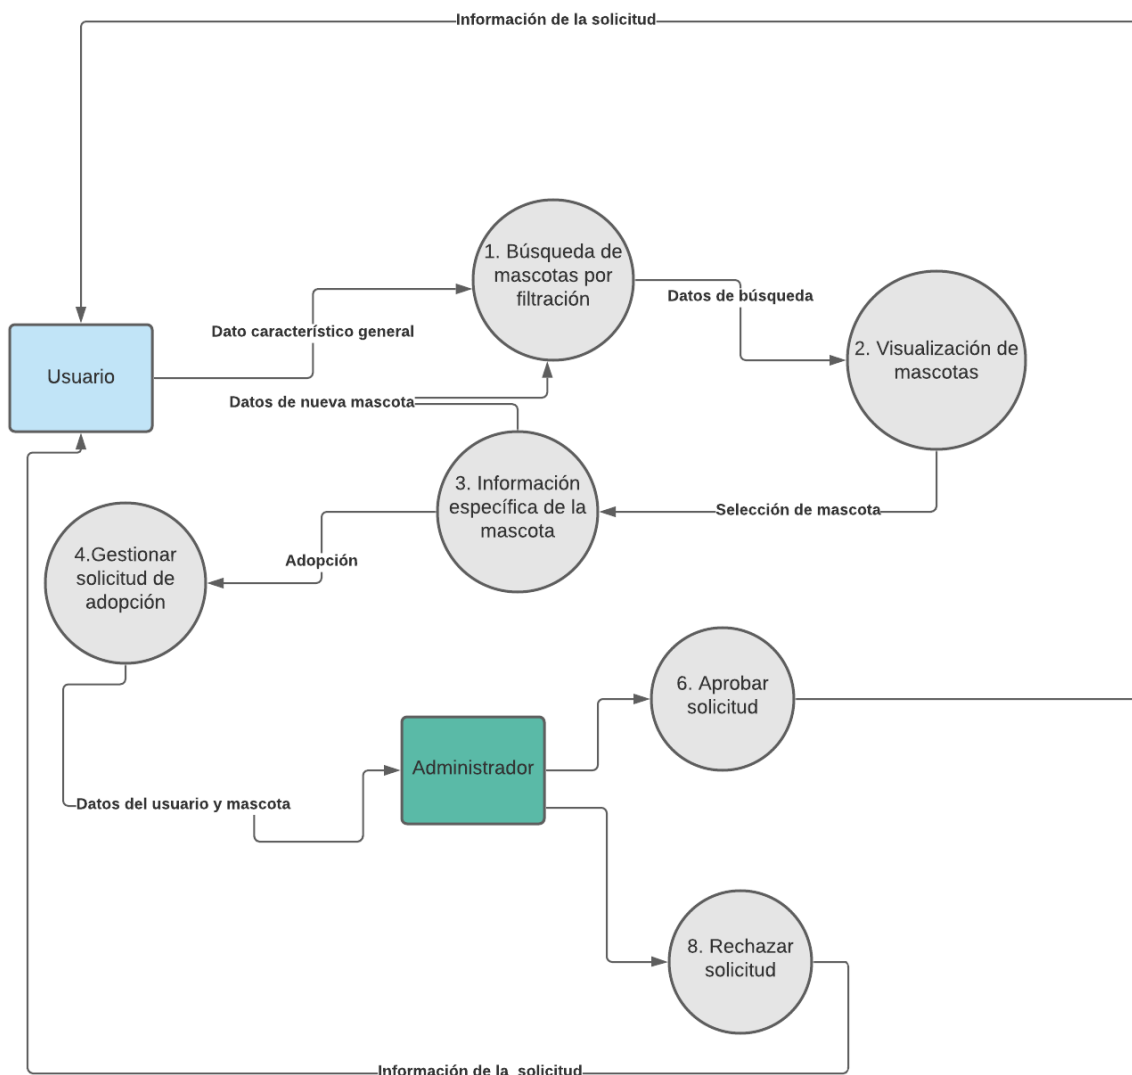 Información de la solicitud
1. Búsqueda de
mascotas por
filtración
Datos de búsqueda
Dato característico general
2. Visualización de
mascotas
Usuario
Datos de nueva mascota
3. Información
específica de la
mascota
Selección de mascota
4.Gestionar
solicitud de
adopción
Adopción
6. Aprobar
solicitud
Administrador
Datos del usuario y mascota
8. Rechazar
solicitud
Información de la  solicitud